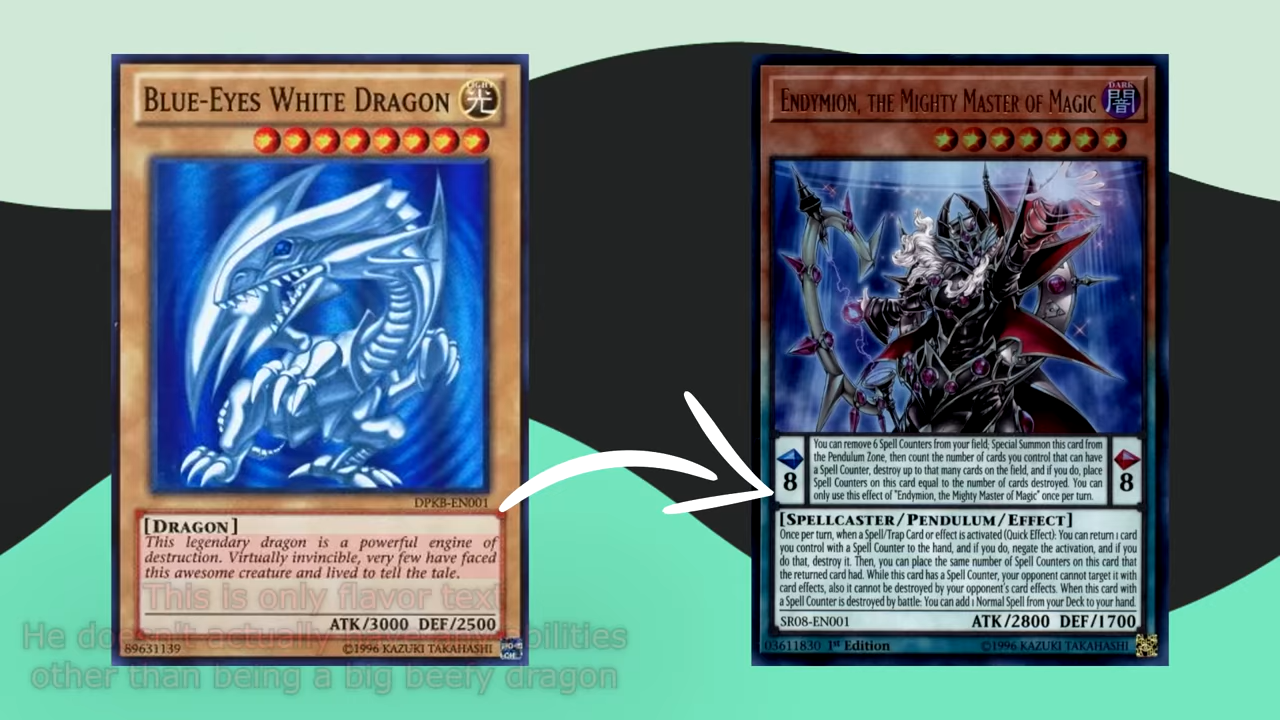 BLUE-EYES WHITE DRAGON
LIGHT
光
DPKB-EN001
[DRAGON]
This legendary dragon is a powerful engine of
destruction. Virtually invincible, very few have faced
this awesome creature and lived to tell the tale.
This is only flavor text
ATK/3000 DEF/2500
He doesn't actually have any abilities
89631139
©1996 KAZUKI TAKAHASHI
other than being a big beefy dragon
ENDYMION, THE MIGHTY MASTER OF MAGIC
DARK
闇
8
You can remove 6 Spell Counters from your field; Special Summon this card from
the Pendulum Zone, then count the number of cards you control that can have
a Spell Counter, destroy up to that many cards on the field, and if you do, place
Spell Counters on this card equal to the number of cards destroyed. You can
only use this effect of "Endymion, the Mighty Master of Magic" once per turn.
8
[SPELLCASTER/PENDULUM/EFFECT]
Once per turn, when a Spell/Trap Card or effect is activated (Quick Effect): You can return 1 card
you control with a Spell Counter to the hand, and if you do, negate the activation, and if you
do that, destroy it. Then, you can place the same number of Spell Counters on this card that
the returned card had. While this card has a Spell Counter, your opponent cannot target it with
card effects, also it cannot be destroyed by your opponent's card effects. When this card with
a Spell Counter is destroyed by battle: You can add 1 Normal Spell from your Deck to your hand.
SR08-EN001
ATK/2800 DEF/1700
03611830 1st Edition
©1996 KAZUKI TAKAHASHI